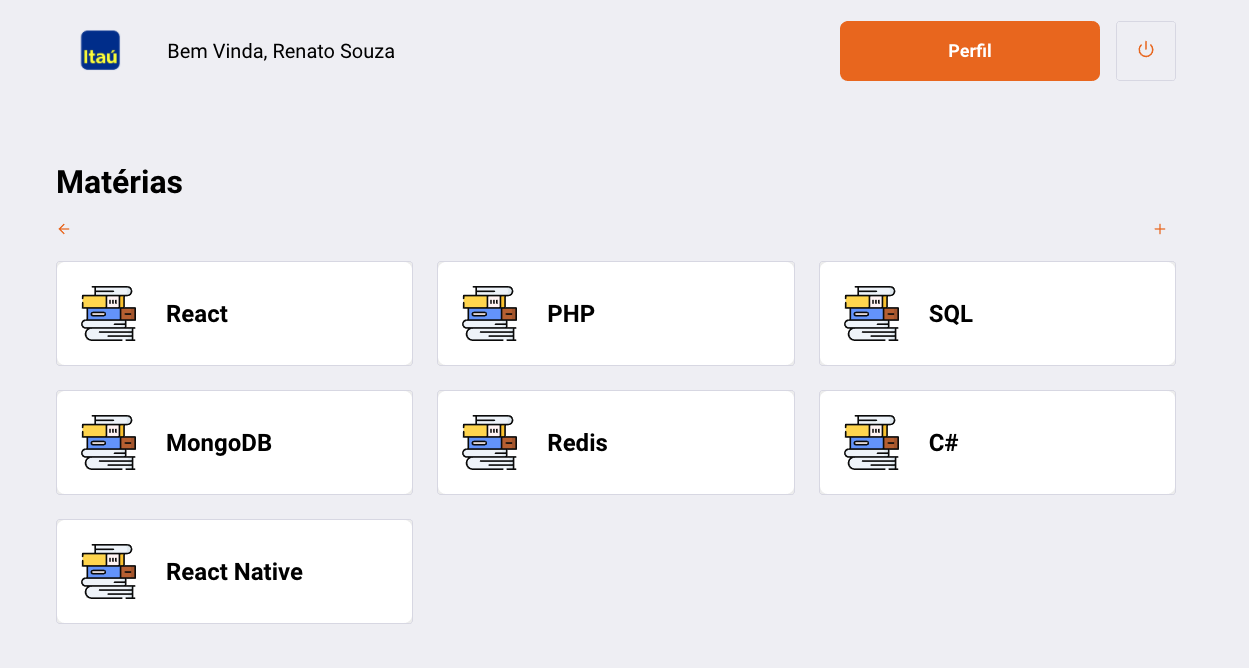 Itaú
Bem Vinda, Renato Souza
Perfil
Matérias
React
PHP
SQL
MongoDB
Redis
C#
React Native